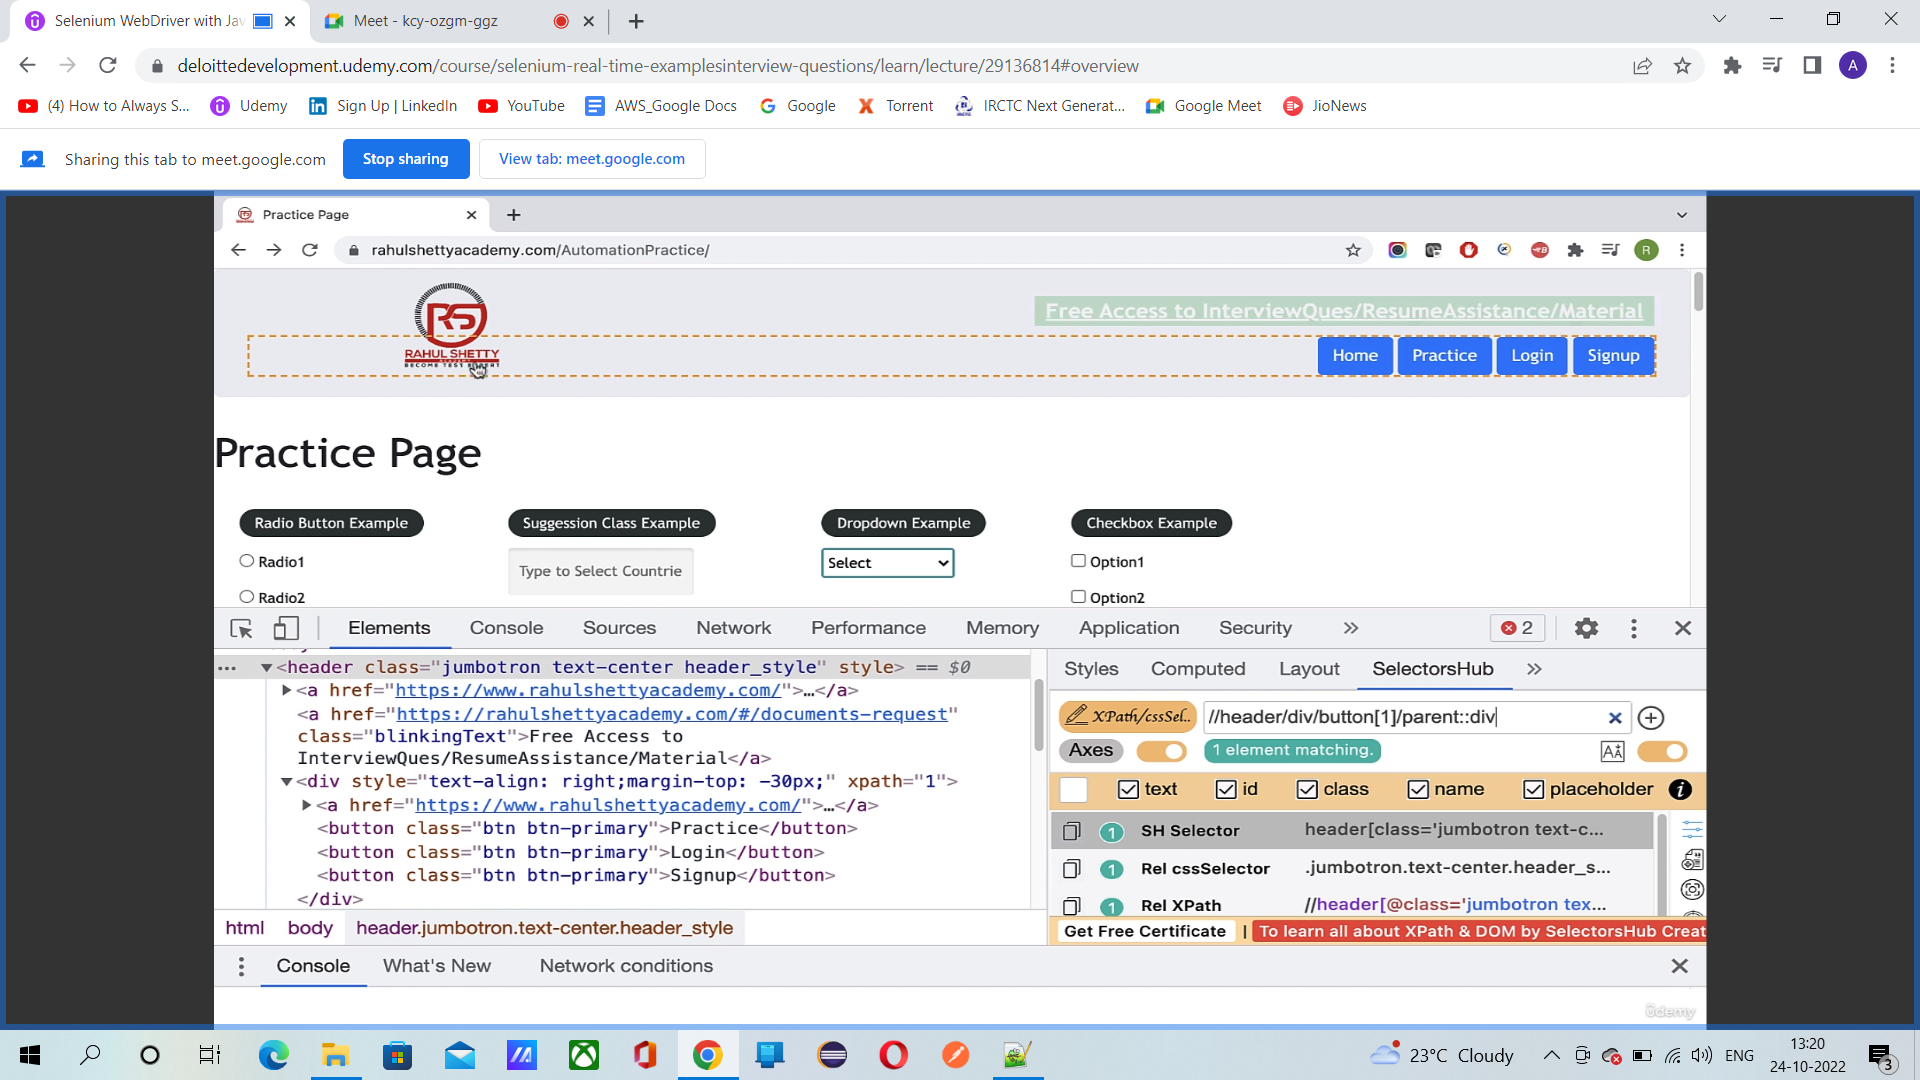 Selenium WebDriver with Jav
Meet - kcy-ozgm-ggz
deloittedevelopment.udemy.com/course/selenium-real-time-examplesinterview-questions/learn/lecture/29136814#overview
A
(4) How to Always S... Udemy Sign Up | LinkedIn YouTube AWS_Google Docs Google Torrent IRCTC Next Generat... Google Meet JioNews
Sharing this tab to meet.google.com Stop sharing View tab: meet.google.com
Practice Page
rahulshettyacademy.com/AutomationPractice/
R
RS
RAHUL SHETTY
ACADEMY
Free Access to InterviewQues/ResumeAssistance/Material
Home Practice Login Signup
Practice Page
Radio Button Example Suggession Class Example Dropdown Example Checkbox Example
Radio1 Type to Select Countrie Select Option1
Radio2 Option2
Elements Console Sources Network Performance Memory Application Security » 2
<header class="jumbotron text-center header_style" style> == $0
<a href="https://www.rahulshettyacademy.com/">…</a>
<a href="https://rahulshettyacademy.com/#/documents-request"
class="blinkingText">Free Access to
InterviewQues/ResumeAssistance/Material</a>
<div style="text-align: right;margin-top: -30px;" xpath="1">
<a href="https://www.rahulshettyacademy.com/">…</a>
<button class="btn btn-primary">Practice</button>
<button class="btn btn-primary">Login</button>
<button class="btn btn-primary">Signup</button>
</div>
html body header.jumbotron.text-center.header_style
Styles Computed Layout SelectorsHub »
XPath/cssSel.. //header/div/button[1]/parent::div
Axes 1 element matching.
text id class name placeholder i
1 SH Selector header[class='jumbotron text-c...
1 Rel cssSelector .jumbotron.text-center.header_s...
1 Rel XPath //header[@class='jumbotron tex...
Get Free Certificate | To learn all about XPath & DOM by SelectorsHub Creat
Console What's New Network conditions
ûdemy
23°C Cloudy ENG 13:20
24-10-2022
3